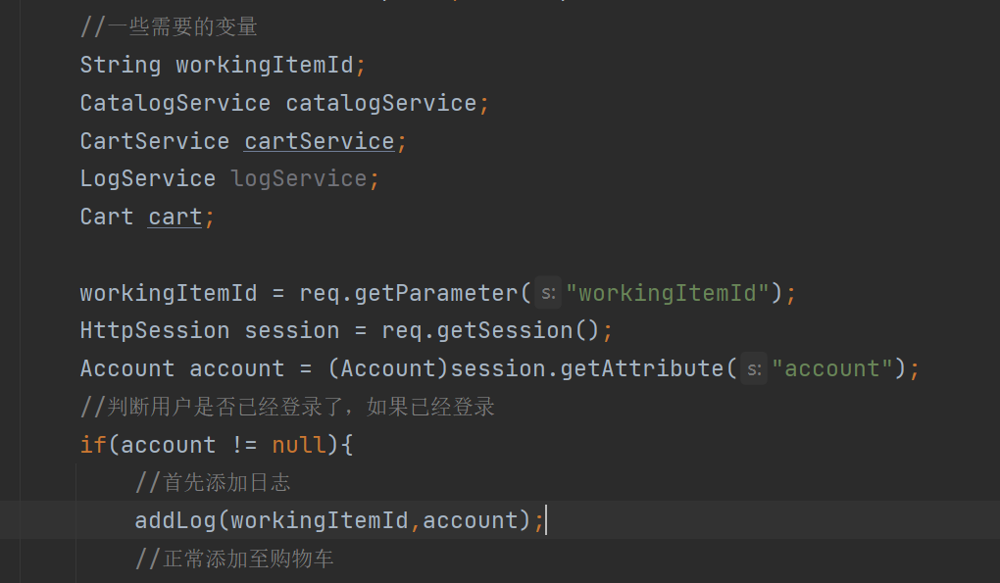 //一些需要的变量
String workingItemId;
CatalogService catalogService;
CartService cartService;
LogService logService;
Cart cart;
workingItemId = req.getParameter( s: "workingItemId");
HttpSession session = req.getSession();
Account account = (Account)session.getAttribute( s: "account");
//判断用户是否已经登录了，如果已经登录
if(account != null){
//首先添加日志
addLog(workingItemId,account);
//正常添加至购物车